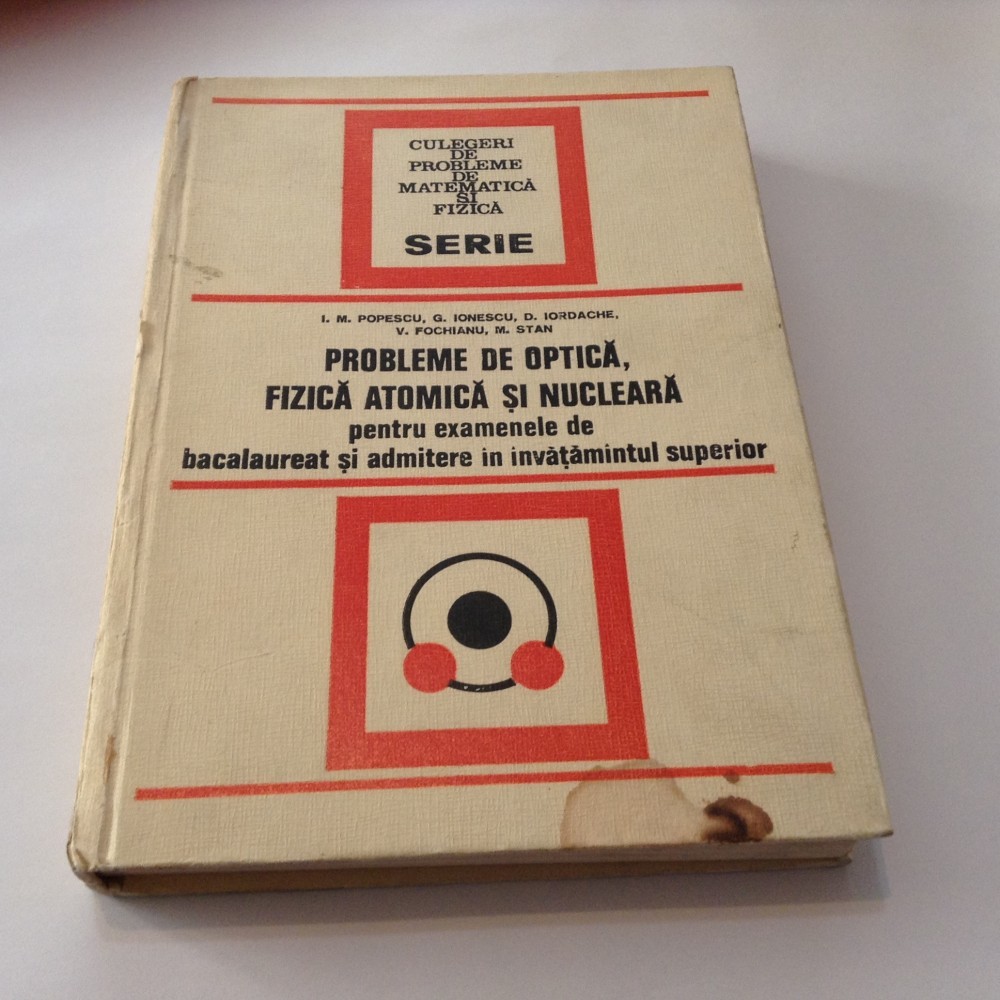 CULEGERI
DE
PROBLEME
DE
MATEMATICĂ
ȘI
FIZICĂ
SERIE
I. M. POPESCU, G. IONESCU, D. IORDACHE,
V. FOCHIANU, M. STAN
PROBLEME DE OPTICĂ,
FIZICĂ ATOMICĂ ȘI NUCLEARĂ
pentru examenele de
bacalaureat și admitere in invățămintul superior